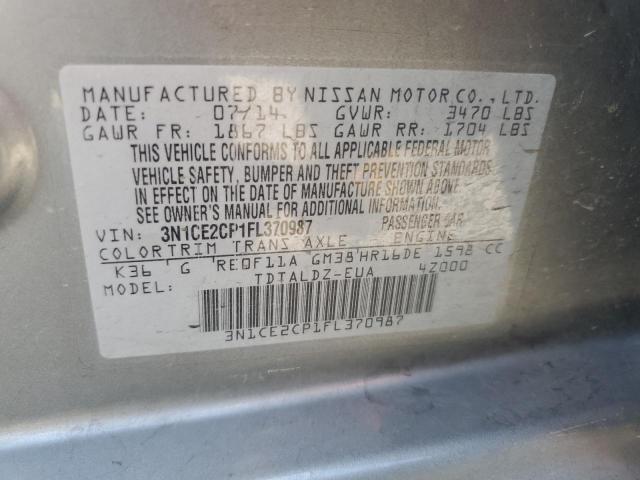 MANUFACTURED BY NISSAN MOTOR CO., LTD.
DATE: 07/14 GVWR: 3470 LBS
GAWR FR: 1867 LBS GAWR RR: 1704 LBS
THIS VEHICLE CONFORMS TO ALL APPLICABLE FEDERAL MOTOR
VEHICLE SAFETY, BUMPER AND THEFT PREVENTION STANDARDS
IN EFFECT ON THE DATE OF MANUFACTURE SHOWN ABOVE.
SEE OWNER'S MANUAL FOR ADDITIONAL INFORMATION.
VIN: 3N1CE2CP1FL370987 PASSENGER CAR
COLOR TRIM TRANS AXLE ENGINE
K36 G RE0F11A GM38 HR16DE 1598 CC
MODEL: TDTALDZ-EUA 4Z000
3N1CE2CP1FL370987